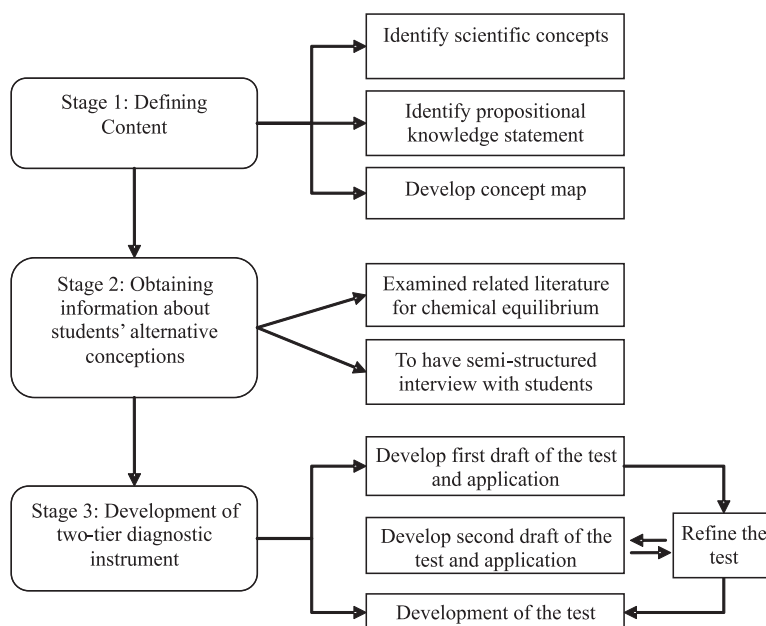 Stage 1: Defining
Content
Identify scientific concepts
Identify propositional
knowledge statement
Develop concept map
Stage 2: Obtaining
information about
students' alternative
conceptions
Examined related literature
for chemical equilibrium
To have semi-structured
interview with students
Stage 3: Development of
two-tier diagnostic
instrument
Develop first draft of the test
and application
Develop second draft of the
test and application
Refine the
test
Development of the test